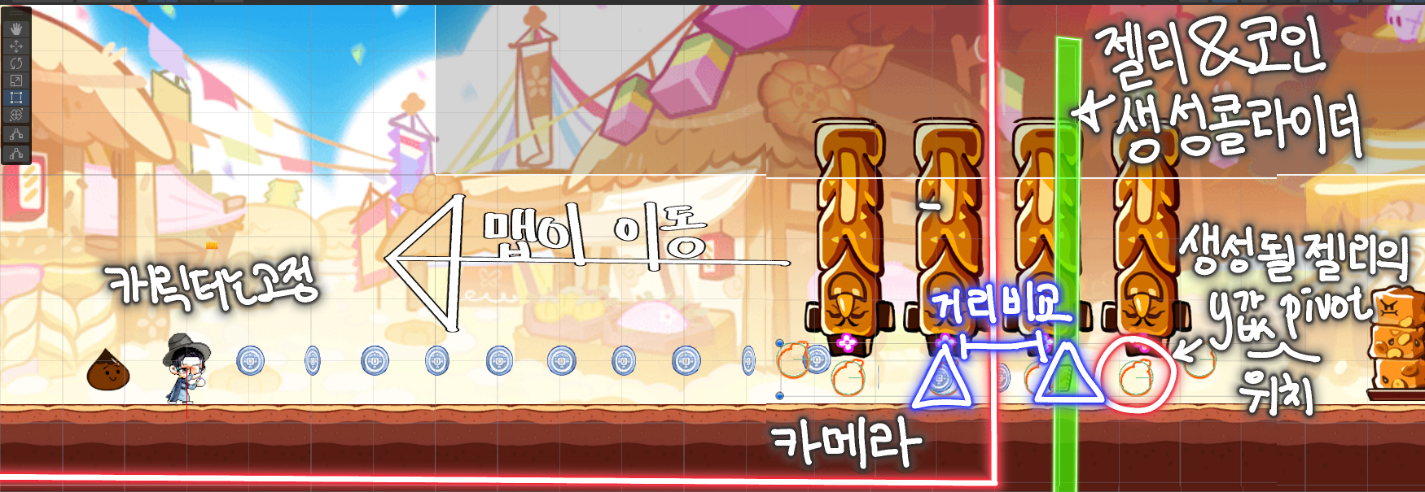 젤리&코인
생성콜라이더
맵이 이동
캐릭터는 고정
생성될 젤리의
y값 pivot
위치
거리비교
카메라